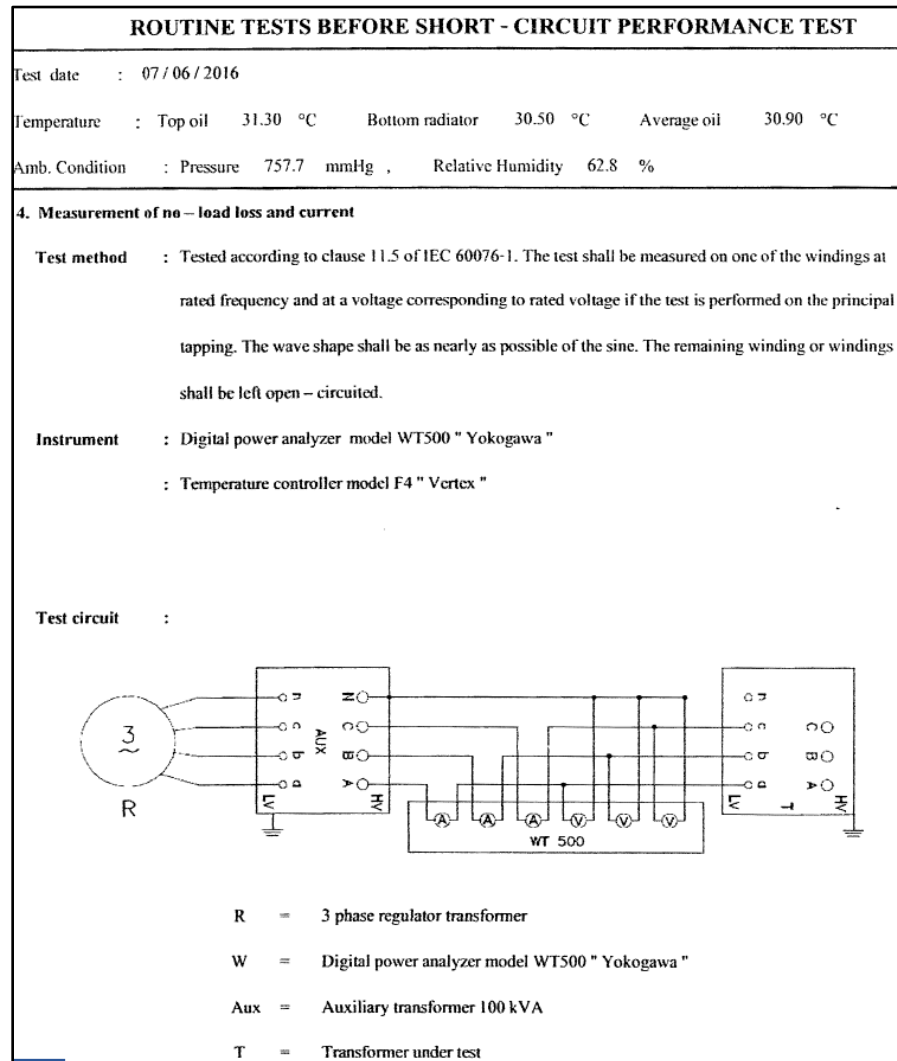 ROUTINE TESTS BEFORE SHORT - CIRCUIT PERFORMANCE TEST
Test date : 07 / 06 / 2016
Temperature : Top oil 31.30 °C Bottom radiator 30.50 °C Average oil 30.90 °C
Amb. Condition : Pressure 757.7 mmHg , Relative Humidity 62.8 %
4. Measurement of no – load loss and current
Test method : Tested according to clause 11.5 of IEC 60076-1. The test shall be measured on one of the windings at
rated frequency and at a voltage corresponding to rated voltage if the test is performed on the principal
tapping. The wave shape shall be as nearly as possible of the sine. The remaining winding or windings
shall be left open – circuited.
Instrument : Digital power analyzer model WT500 " Yokogawa "
: Temperature controller model F4 " Vertex "
Test circuit :
n N n
3 c C c C
~ AUX
b B b B
a A a A
R LV HV LV T HV
A A A V V V
WT 500
R = 3 phase regulator transformer
W = Digital power analyzer model WT500 " Yokogawa "
Aux = Auxiliary transformer 100 kVA
T = Transformer under test